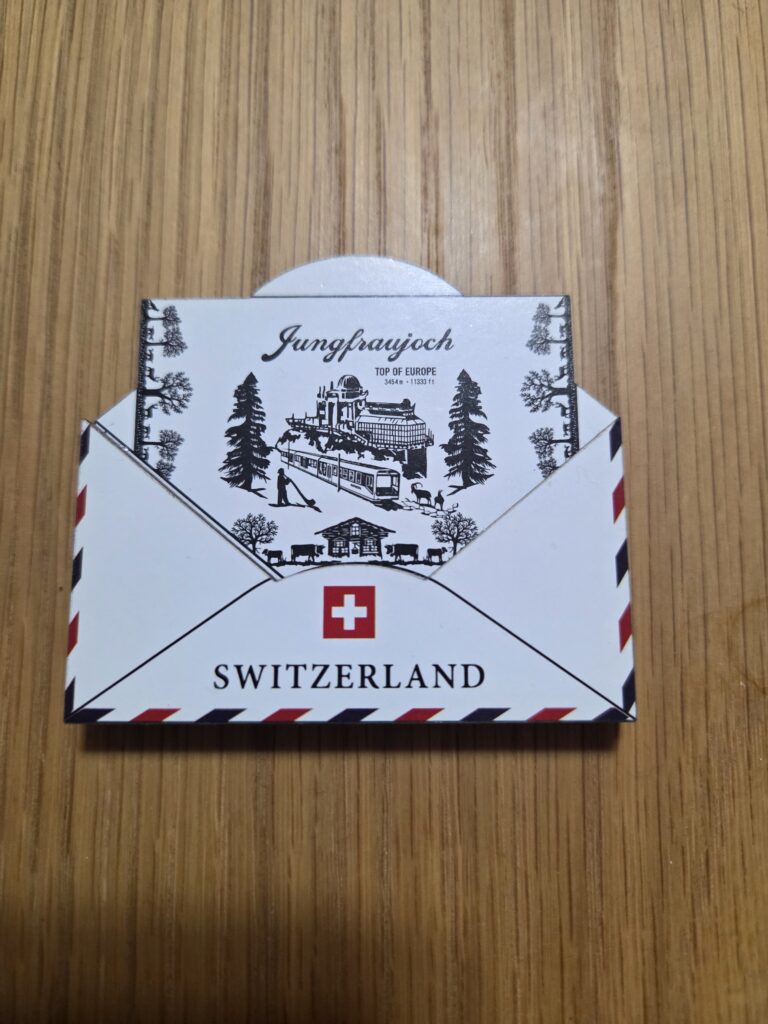 Jungfraujoch
TOP OF EUROPE
3454 m • 11333 ft
SWITZERLAND